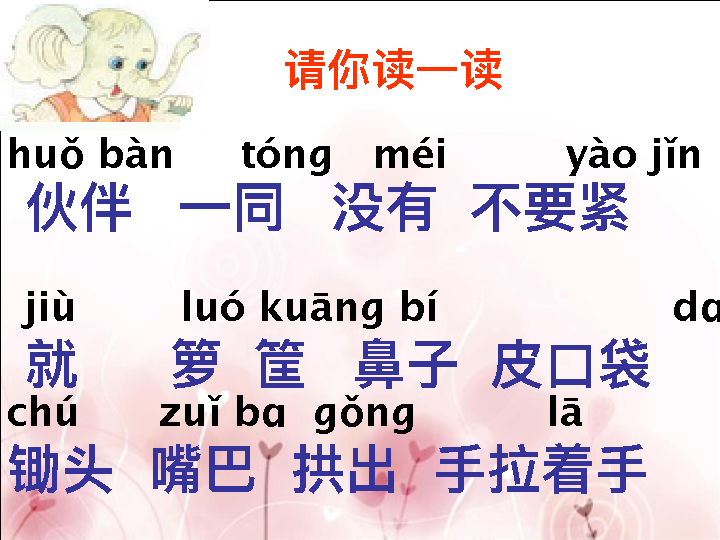 请你读一读
huǒ bàn tóng méi yào jǐn
伙伴 一同 没有 不要紧
jiù luó kuāng bí
就 箩 筐 鼻子 皮口袋
chú zuǐ bɑ gǒng lā
锄头 嘴巴 拱出 手拉着手